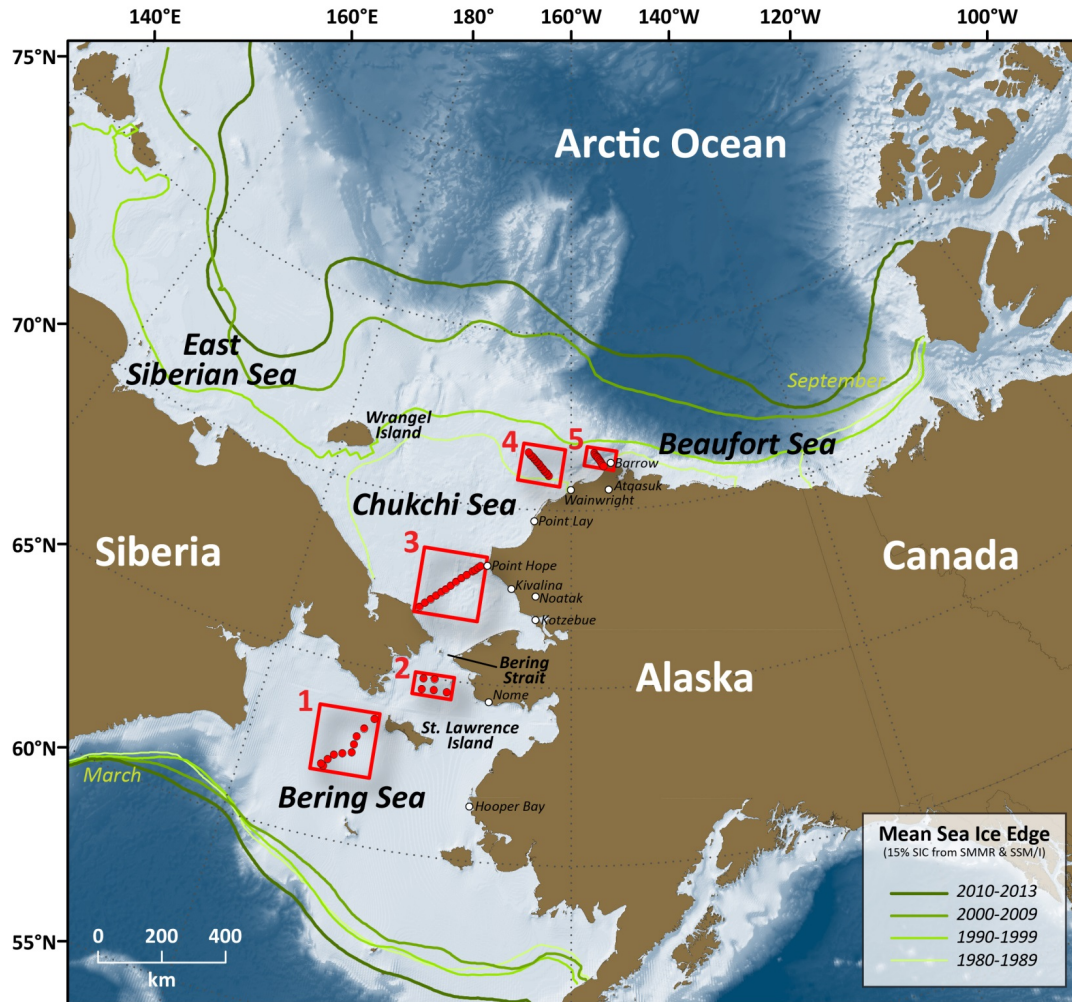 140°E 160°E 180° 160°W 140°W 120°W 100°W
75°N
70°N
65°N
60°N
55°N
Arctic Ocean
East
Siberian Sea
September
Wrangel
Island
4
5
Beaufort Sea
Barrow
Atqasuk
Wainwright
Chukchi Sea
Point Lay
3
Siberia
Canada
Point Hope
Kivalina
Noatak
Kotzebue
Bering
Strait
2
Alaska
1
Nome
St. Lawrence
Island
March
Bering Sea
Hooper Bay
Mean Sea Ice Edge
(15% SIC from SMMR & SSM/I)
2010-2013
2000-2009
1990-1999
1980-1989
0 200 400
km